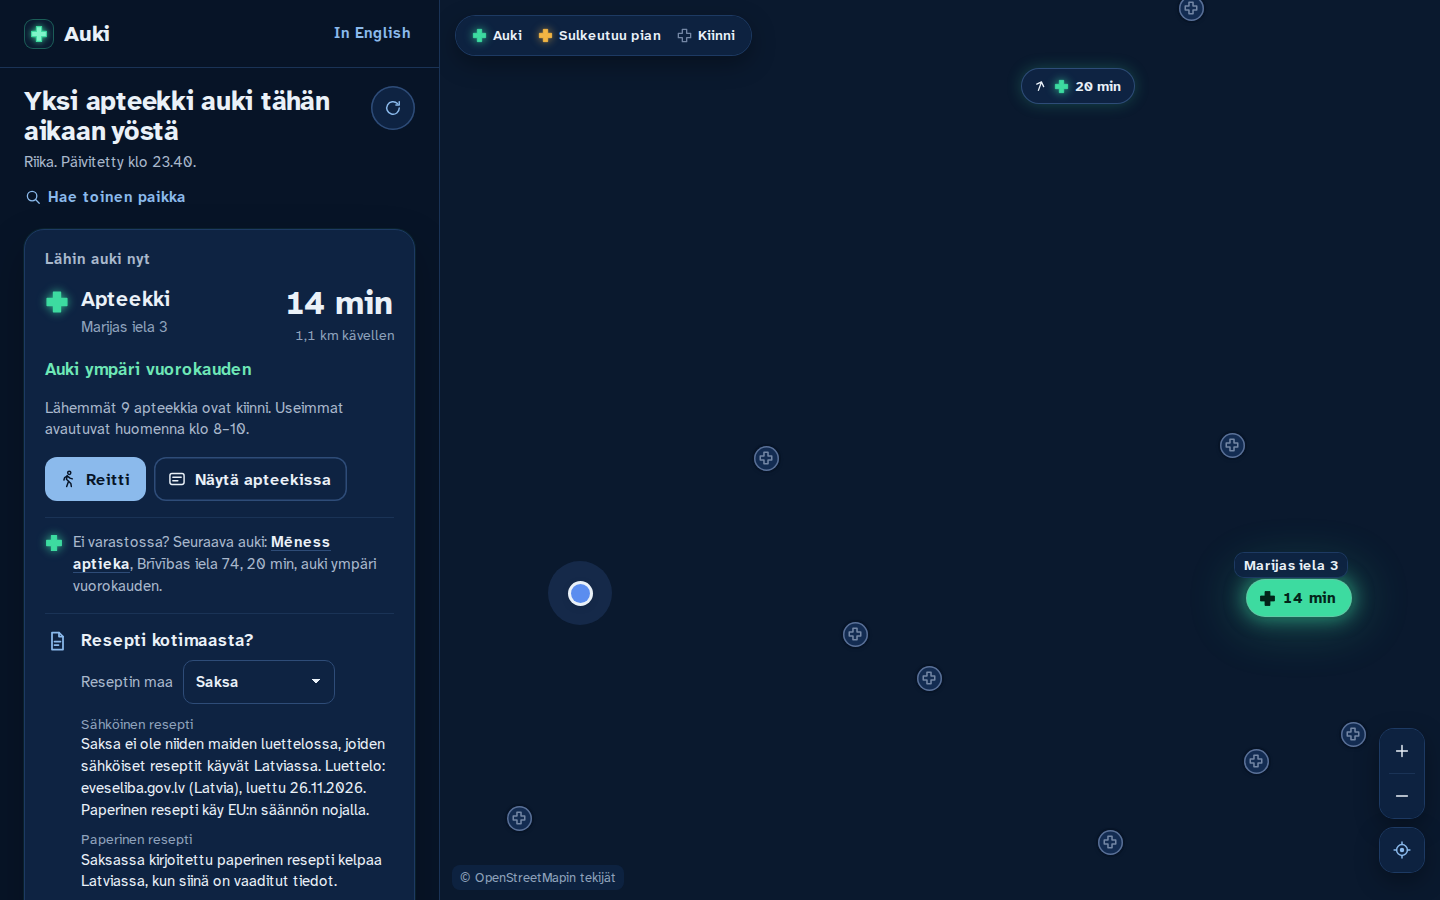 Auki
In English
Yksi apteekki auki tähän
aikaan yöstä
Riika. Päivitetty klo 23.40.
Hae toinen paikka
Lähin auki nyt
Apteekki
14 min
Marijas iela 3
1,1 km kävellen
Auki ympäri vuorokauden
Lähemmät 9 apteekkia ovat kiinni. Useimmat
avautuvat huomenna klo 8–10.
Reitti
Näytä apteekissa
Ei varastossa? Seuraava auki: Mēness
aptieka, Brīvības iela 74, 20 min, auki ympäri
vuorokauden.
Resepti kotimaasta?
Reseptin maa
Saksa
Sähköinen resepti
Saksa ei ole niiden maiden luettelossa, joiden
sähköiset reseptit käyvät Latviassa. Luettelo:
eveseliba.gov.lv (Latvia), luettu 26.11.2026.
Paperinen resepti käy EU:n säännön nojalla.
Paperinen resepti
Saksassa kirjoitettu paperinen resepti kelpaa
Latviassa, kun siinä on vaaditut tiedot.
Auki
Sulkeutuu pian
Kiinni
20 min
Marijas iela 3
14 min
© OpenStreetMapin tekijät